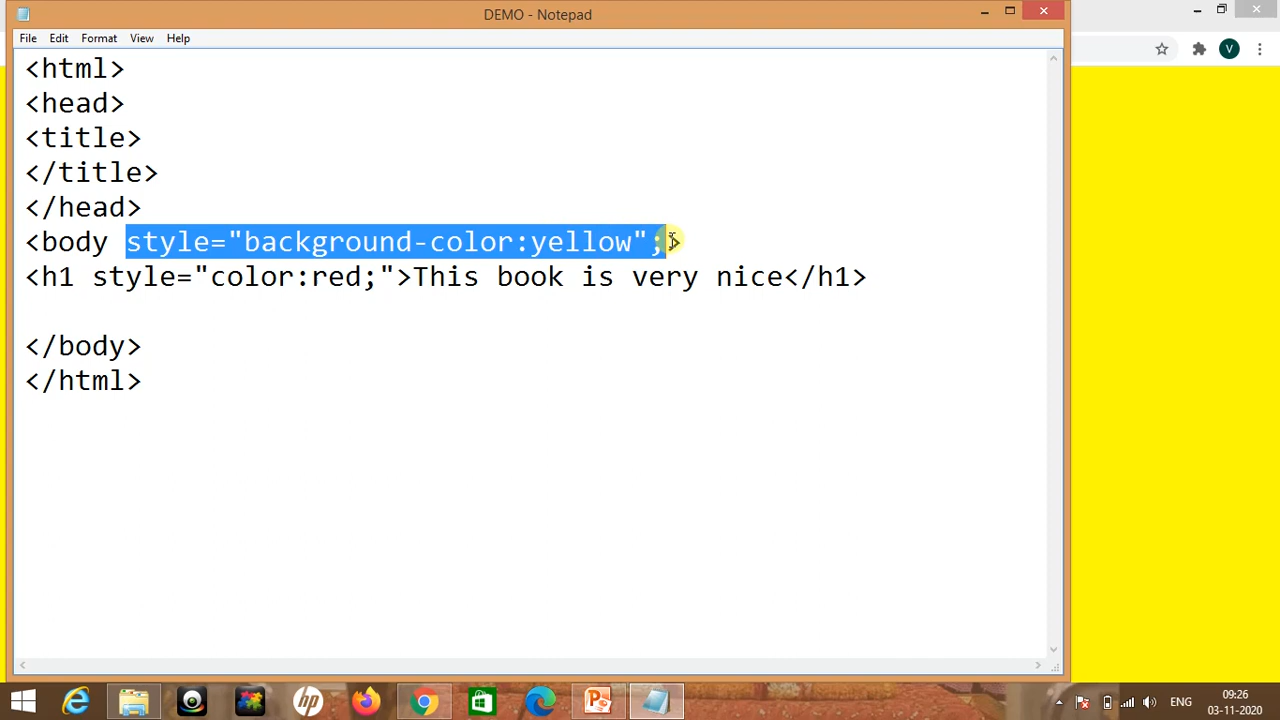 DEMO - Notepad
File Edit Format View Help
<html>
<head>
<title>
</title>
</head>
<body style="background-color:yellow";>
<h1 style="color:red;">This book is very nice</h1>
</body>
</html>
V
ENG
09:26
03-11-2020